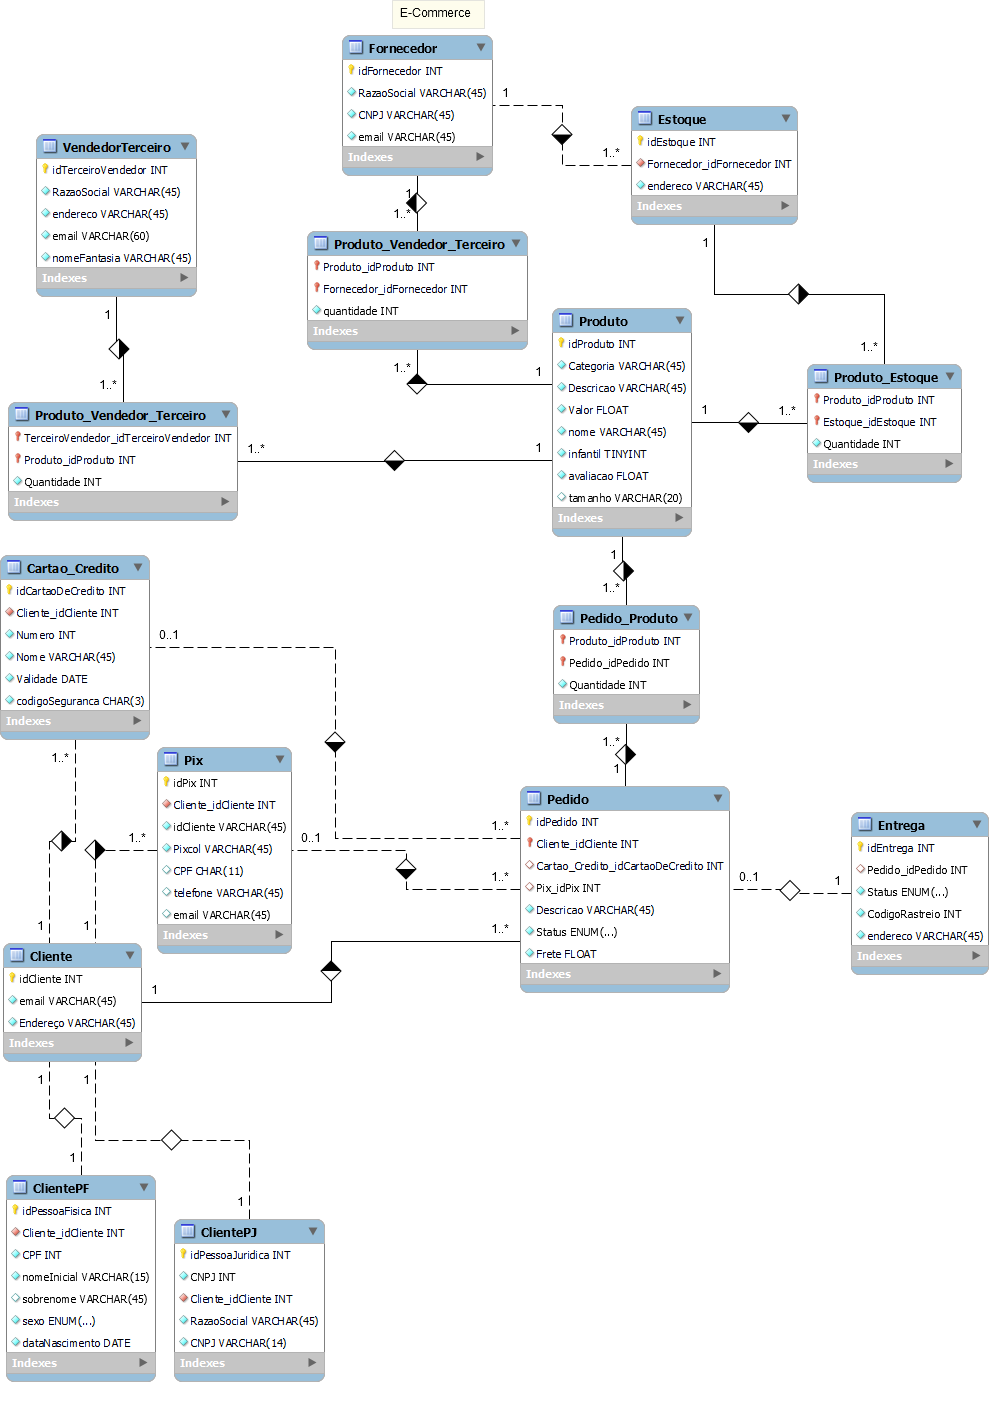 E-Commerce
Fornecedor
idFornecedor INT
RazaoSocial VARCHAR(45)
CNPJ VARCHAR(45)
email VARCHAR(45)
Indexes
1
1..*
Estoque
idEstoque INT
Fornecedor_idFornecedor INT
endereco VARCHAR(45)
Indexes
VendedorTerceiro
idTerceiroVendedor INT
RazaoSocial VARCHAR(45)
endereco VARCHAR(45)
email VARCHAR(60)
nomeFantasia VARCHAR(45)
Indexes
1
1..*
Produto_Vendedor_Terceiro
Produto_idProduto INT
Fornecedor_idFornecedor INT
quantidade INT
Indexes
1..*
1
1
1..*
Produto
idProduto INT
Categoria VARCHAR(45)
Descricao VARCHAR(45)
Valor FLOAT
nome VARCHAR(45)
infantil TINYINT
avaliacao FLOAT
tamanho VARCHAR(20)
Indexes
1
1..*
Produto_Estoque
Produto_idProduto INT
Estoque_idEstoque INT
Quantidade INT
Indexes
1
1..*
Produto_Vendedor_Terceiro
TerceiroVendedor_idTerceiroVendedor INT
Produto_idProduto INT
Quantidade INT
Indexes
1..*
1
1
1..*
Pedido_Produto
Produto_idProduto INT
Pedido_idPedido INT
Quantidade INT
Indexes
1..*
1
Cartao_Credito
idCartaoDeCredito INT
Cliente_idCliente INT
Numero INT
Nome VARCHAR(45)
Validade DATE
codigoSeguranca CHAR(3)
Indexes
0..1
1..*
1..*
1
Pix
idPix INT
Cliente_idCliente INT
idCliente VARCHAR(45)
Pixcol VARCHAR(45)
CPF CHAR(11)
telefone VARCHAR(45)
email VARCHAR(45)
Indexes
1..*
1
0..1
1..*
Pedido
idPedido INT
Cliente_idCliente INT
Cartao_Credito_idCartaoDeCredito INT
Pix_idPix INT
Descricao VARCHAR(45)
Status ENUM(...)
Frete FLOAT
Indexes
0..1
1
Entrega
idEntrega INT
Pedido_idPedido INT
Status ENUM(...)
CodigoRastreio INT
endereco VARCHAR(45)
Indexes
Cliente
idCliente INT
email VARCHAR(45)
Endereço VARCHAR(45)
Indexes
1
1..*
1
1
1
1
ClientePF
idPessoaFisica INT
Cliente_idCliente INT
CPF INT
nomeInicial VARCHAR(15)
sobrenome VARCHAR(45)
sexo ENUM(...)
dataNascimento DATE
Indexes
ClientePJ
idPessoaJuridica INT
CNPJ INT
Cliente_idCliente INT
RazaoSocial VARCHAR(45)
CNPJ VARCHAR(14)
Indexes